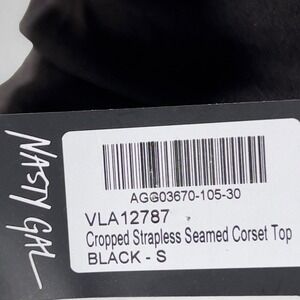 NASTY GAL
AGG03670-105-30
VLA12787
Cropped Strapless Seamed Corset Top
BLACK - S